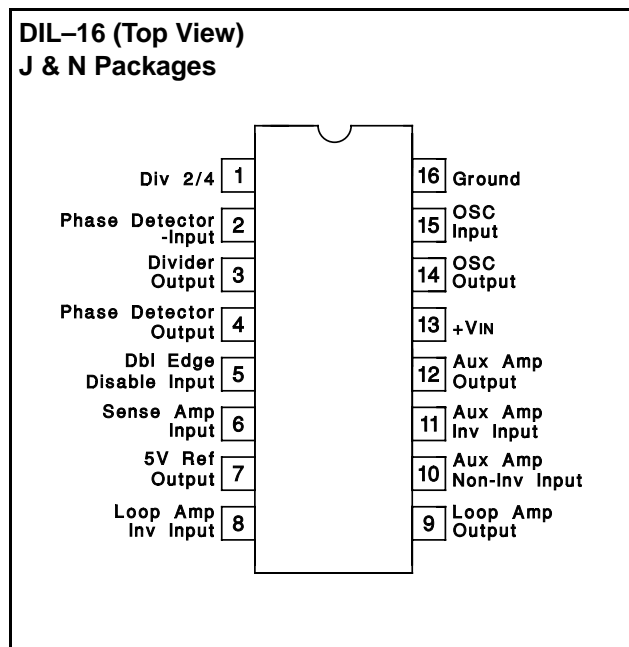 DIL–16 (Top View)
J & N Packages
Div 2/4 1
Phase Detector
-Input 2
Divider
Output 3
Phase Detector
Output 4
Dbl Edge
Disable Input 5
Sense Amp
Input 6
5V Ref
Output 7
Loop Amp
Inv Input 8
16 Ground
15 OSC
Input
14 OSC
Output
13 +VIN
12 Aux Amp
Output
11 Aux Amp
Inv Input
10 Aux Amp
Non-Inv Input
9 Loop Amp
Output